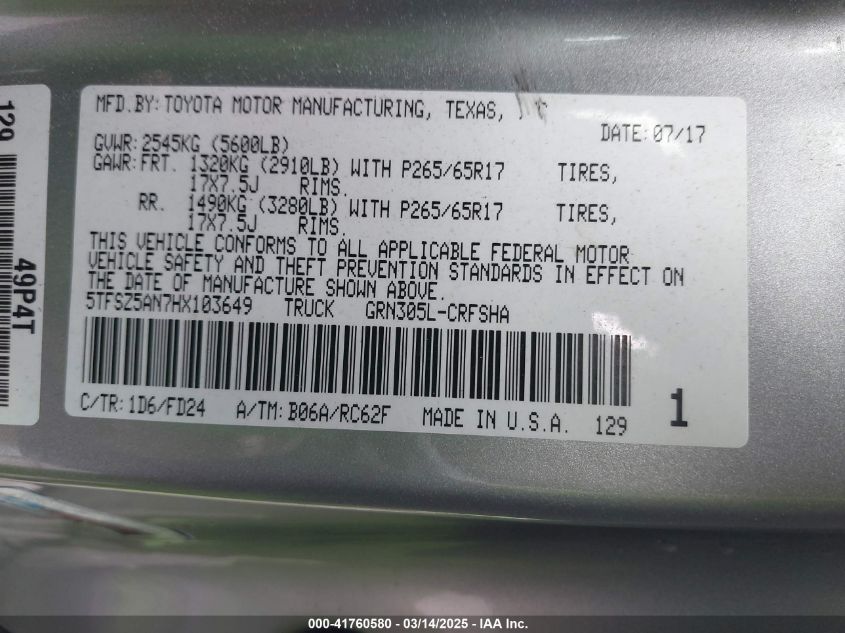 MFD.BY: TOYOTA MOTOR MANUFACTURING, TEXAS,
DATE: 07/17
GVWR: 2545KG (5600LB)
GAWR: FRT. 1320KG (2910LB) WITH P265/65R17 TIRES,
17X7.5J RIMS.
RR. 1490KG (3280LB) WITH P265/65R17 TIRES,
17X7.5J RIMS.
THIS VEHICLE CONFORMS TO ALL APPLICABLE FEDERAL MOTOR
VEHICLE SAFETY AND THEFT PREVENTION STANDARDS IN EFFECT ON
THE DATE OF MANUFACTURE SHOWN ABOVE.
5TFSZ5AN7HX103649 TRUCK GRN305L-CRFSHA
C/TR: 1D6/FD24 A/TM: B06A/RC62F MADE IN U.S.A. 129
1
129
49P4T
000-41760580 - 03/14/2025 - IAA Inc.